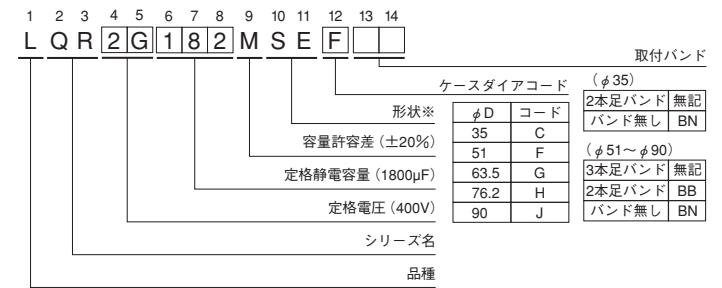 1 2 3 4 5 6 7 8 9 10 11 12 13 14
L Q R 2 G 1 8 2 M S E F
取付バンド
ケースダイアコード
形状※
容量許容差（±20%）
定格静電容量（1800µF）
定格電圧（400V）
シリーズ名
品種
φD コード
35 C
51 F
63.5 G
76.2 H
90 J
（φ35）
2本足バンド 無記
バンド無し BN
（φ51～φ90）
3本足バンド 無記
2本足バンド BB
バンド無し BN